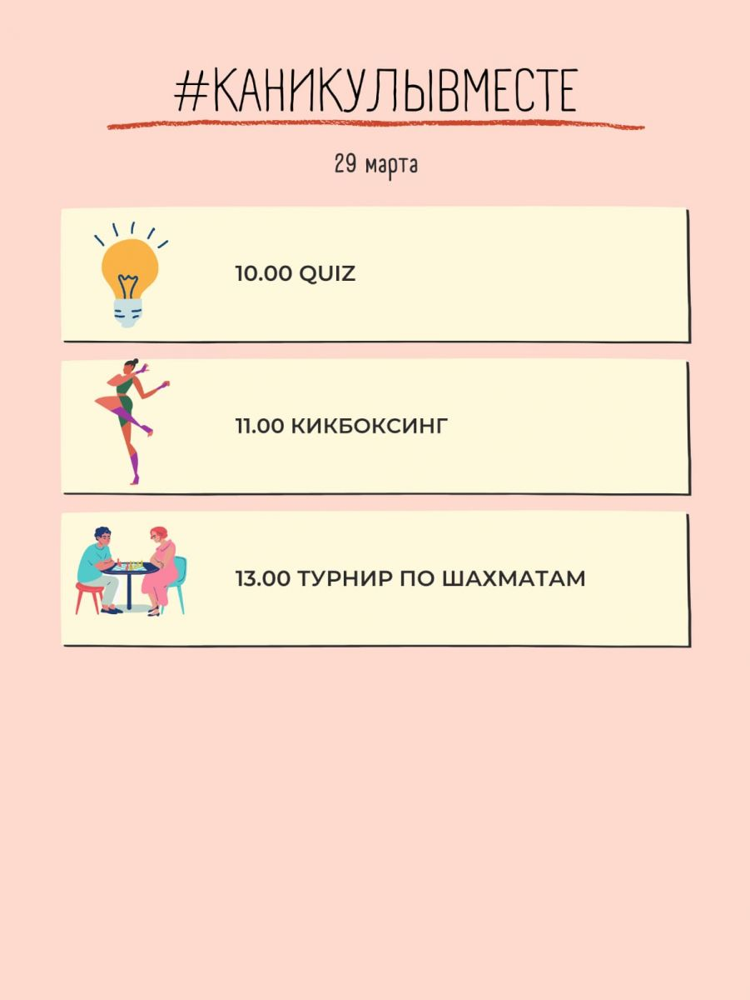 #КАНИКУЛЫВМЕСТЕ
29 марта
10.00 QUIZ
11.00 КИКБОКСИНГ
13.00 ТУРНИР ПО ШАХМАТАМ